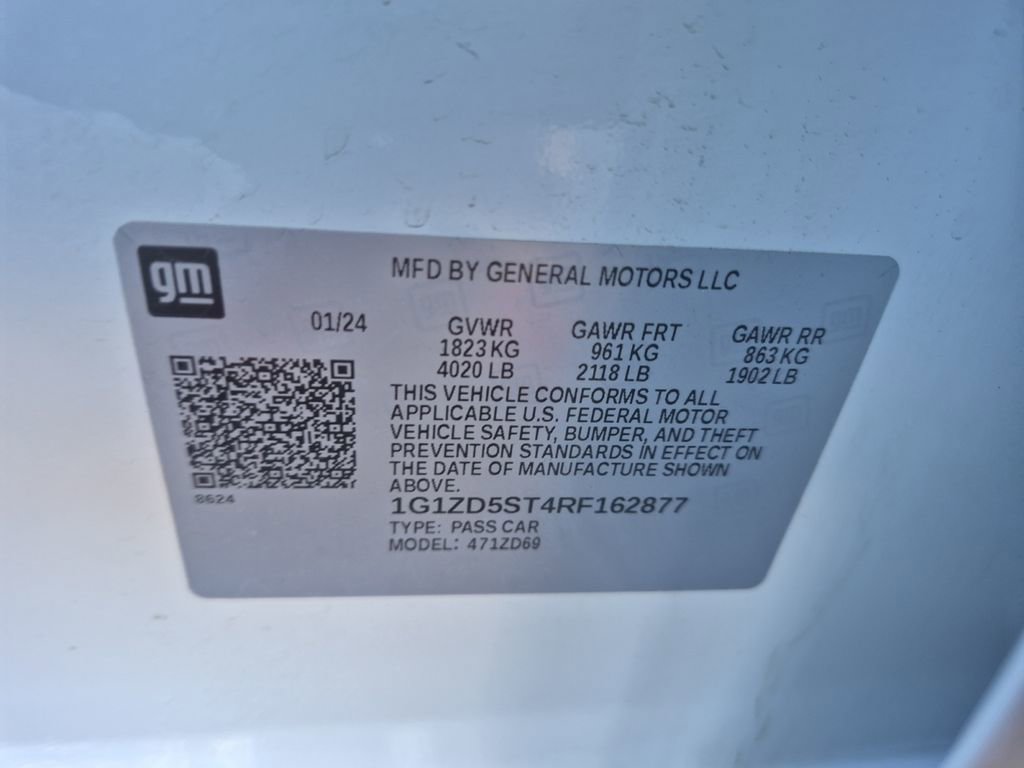 gm
MFD BY GENERAL MOTORS LLC
01/24 GVWR GAWR FRT GAWR RR
1823 KG 961 KG 863 KG
4020 LB 2118 LB 1902 LB
THIS VEHICLE CONFORMS TO ALL
APPLICABLE U.S. FEDERAL MOTOR
VEHICLE SAFETY, BUMPER, AND THEFT
PREVENTION STANDARDS IN EFFECT ON
THE DATE OF MANUFACTURE SHOWN
ABOVE.
8624
1G1ZD5ST4RF162877
TYPE: PASS CAR
MODEL: 471ZD69